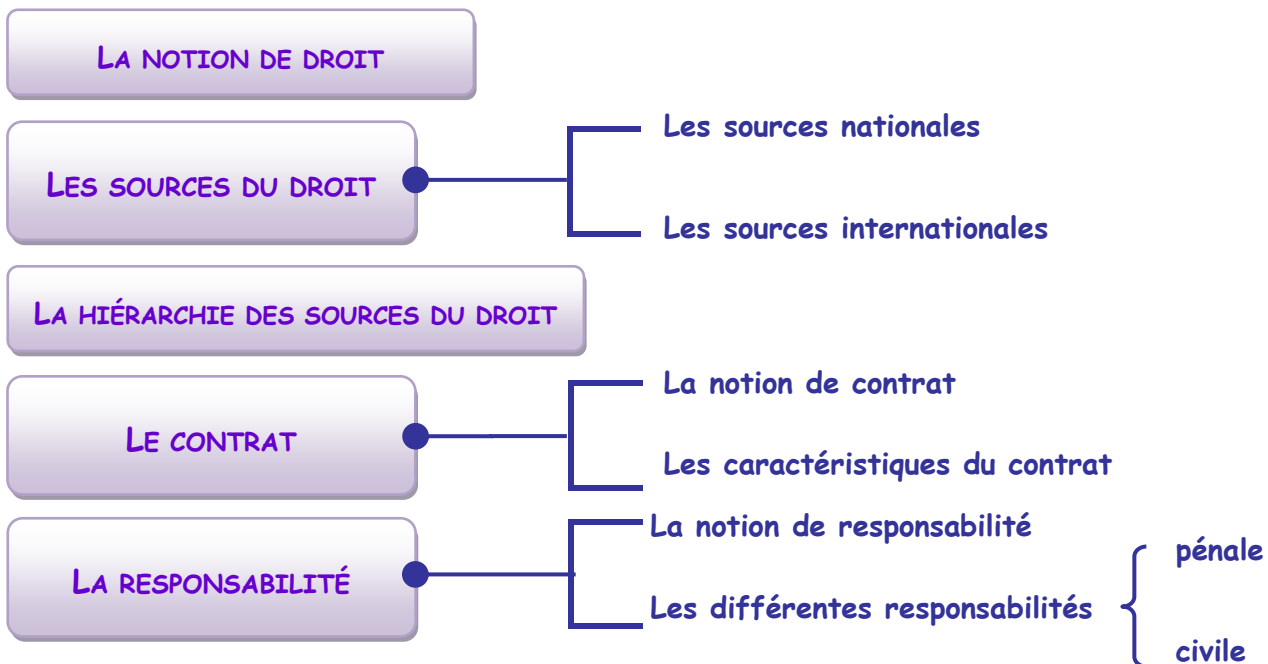 LA NOTION DE DROIT
LES SOURCES DU DROIT
Les sources nationales
Les sources internationales
LA HIÉRARCHIE DES SOURCES DU DROIT
LE CONTRAT
La notion de contrat
Les caractéristiques du contrat
LA RESPONSABILITÉ
La notion de responsabilité
Les différentes responsabilités
pénale
civile